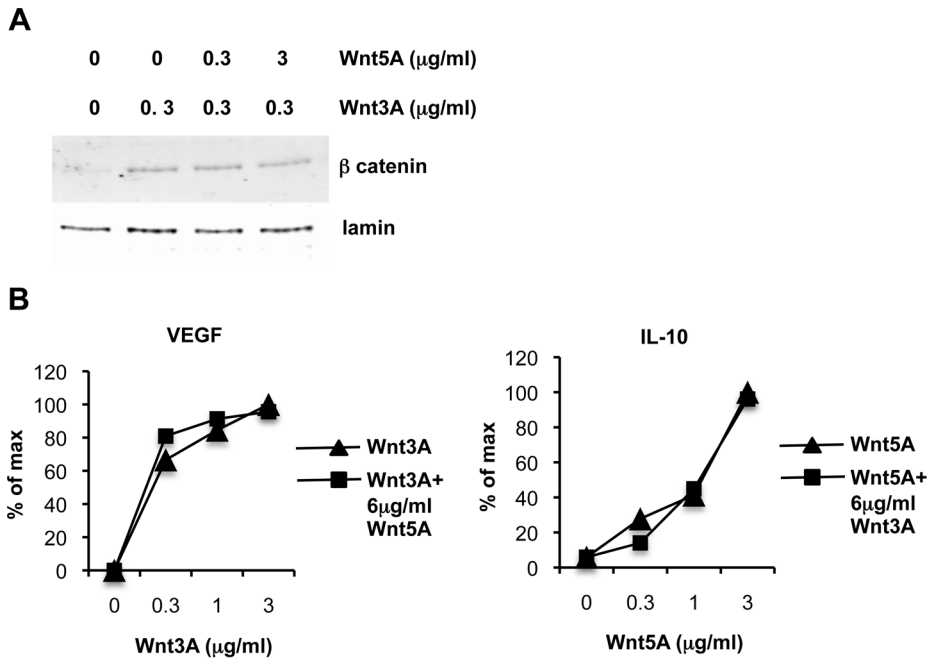 A
0 0 0.3 3 Wnt5A (μg/ml)
0 0. 3 0.3 0.3 Wnt3A (μg/ml)
β catenin
lamin
B
VEGF
120
100
80
60
40
20
0
% of max
0 0.3 1 3
Wnt3A (μg/ml)
Wnt3A
Wnt3A+
6μg/ml
Wnt5A
IL-10
120
100
80
60
40
20
0
% of max
0 0.3 1 3
Wnt5A (μg/ml)
Wnt5A
Wnt5A+
6μg/ml
Wnt3A